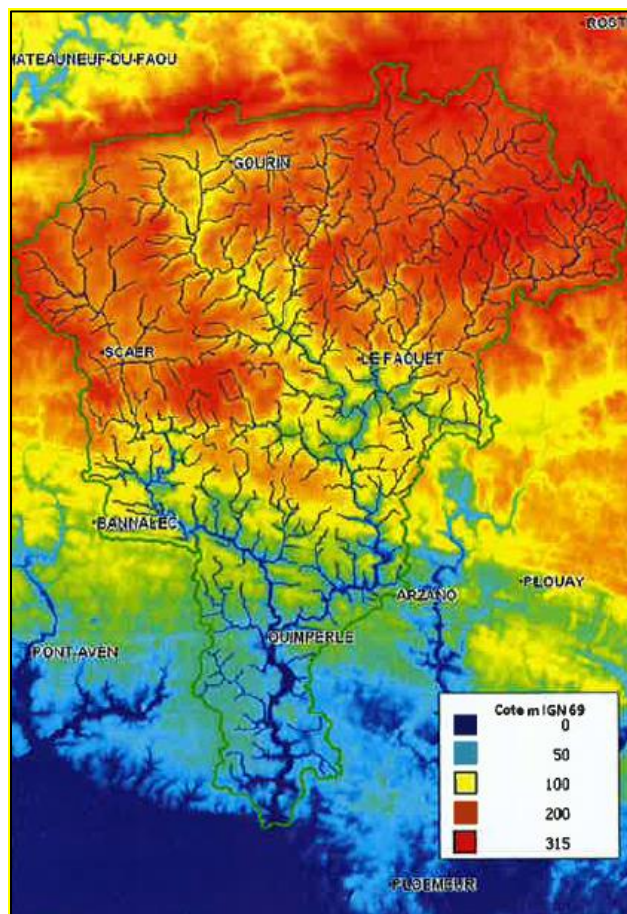 ROST
HATEAUNEUF-DU-FAOU
GOURIN
SCAER
LE FAOUET
BANNALEC
PLOUAY
ARZANO
QUIMPERLE
PONT-AVEN
Cote m IGN 69
0
50
100
200
315
PLOEMEUR